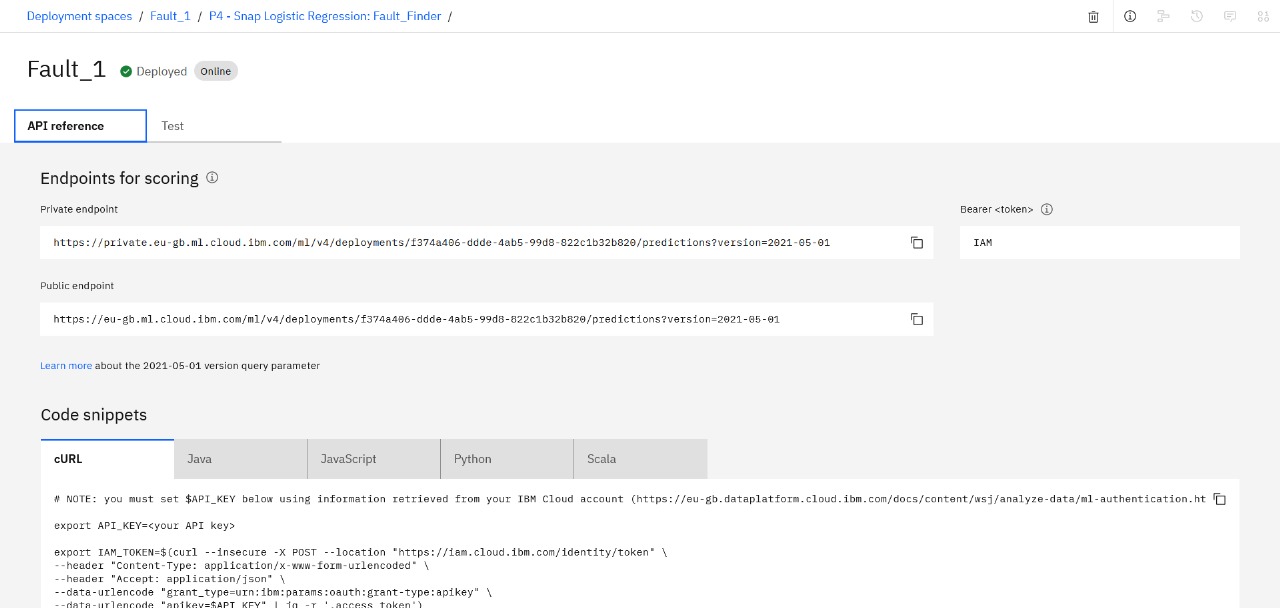 Deployment spaces / Fault_1 / P4 - Snap Logistic Regression: Fault_Finder /
Fault_1 Deployed Online
API reference Test
Endpoints for scoring
Private endpoint Bearer <token>
https://private.eu-gb.ml.cloud.ibm.com/ml/v4/deployments/f374a406-ddde-4ab5-99d8-822c1b32b820/predictions?version=2021-05-01 IAM
Public endpoint
https://eu-gb.ml.cloud.ibm.com/ml/v4/deployments/f374a406-ddde-4ab5-99d8-822c1b32b820/predictions?version=2021-05-01
Learn more about the 2021-05-01 version query parameter
Code snippets
cURL Java JavaScript Python Scala
# NOTE: you must set $API_KEY below using information retrieved from your IBM Cloud account (https://eu-gb.dataplatform.cloud.ibm.com/docs/content/wsj/analyze-data/ml-authentication.ht
export API_KEY=<your API key>
export IAM_TOKEN=$(curl --insecure -X POST --location "https://iam.cloud.ibm.com/identity/token" \
--header "Content-Type: application/x-www-form-urlencoded" \
--header "Accept: application/json" \
--data-urlencode "grant_type=urn:ibm:params:oauth:grant-type:apikey" \
--data-urlencode "apikey=$API_KEY" | jq -r '.access_token')